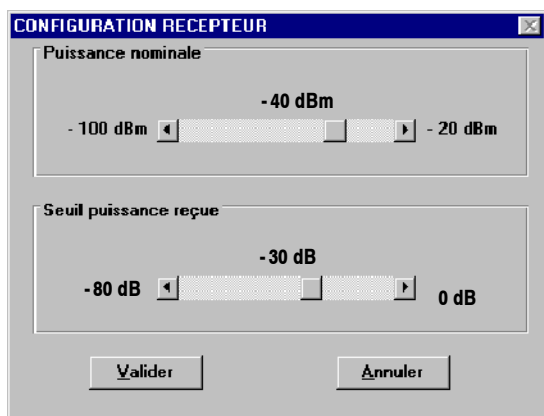 CONFIGURATION RECEPTEUR
Puissance nominale
- 40 dBm
- 100 dBm
- 20 dBm
Seuil puissance reçue
- 30 dB
- 80 dB
0 dB
Valider
Annuler